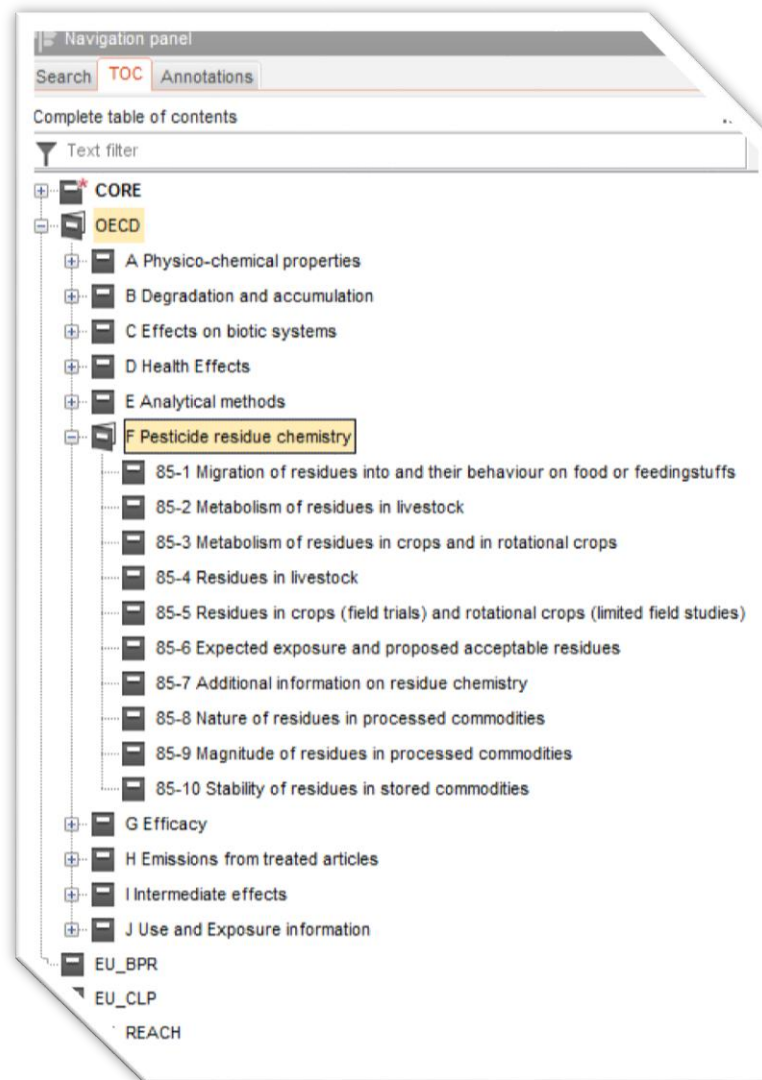 Navigation panel
Search TOC Annotations
Complete table of contents
Text filter
CORE
OECD
A Physico-chemical properties
B Degradation and accumulation
C Effects on biotic systems
D Health Effects
E Analytical methods
F Pesticide residue chemistry
85-1 Migration of residues into and their behaviour on food or feedingstuffs
85-2 Metabolism of residues in livestock
85-3 Metabolism of residues in crops and in rotational crops
85-4 Residues in livestock
85-5 Residues in crops (field trials) and rotational crops (limited field studies)
85-6 Expected exposure and proposed acceptable residues
85-7 Additional information on residue chemistry
85-8 Nature of residues in processed commodities
85-9 Magnitude of residues in processed commodities
85-10 Stability of residues in stored commodities
G Efficacy
H Emissions from treated articles
I Intermediate effects
J Use and Exposure information
EU_BPR
EU_CLP
REACH